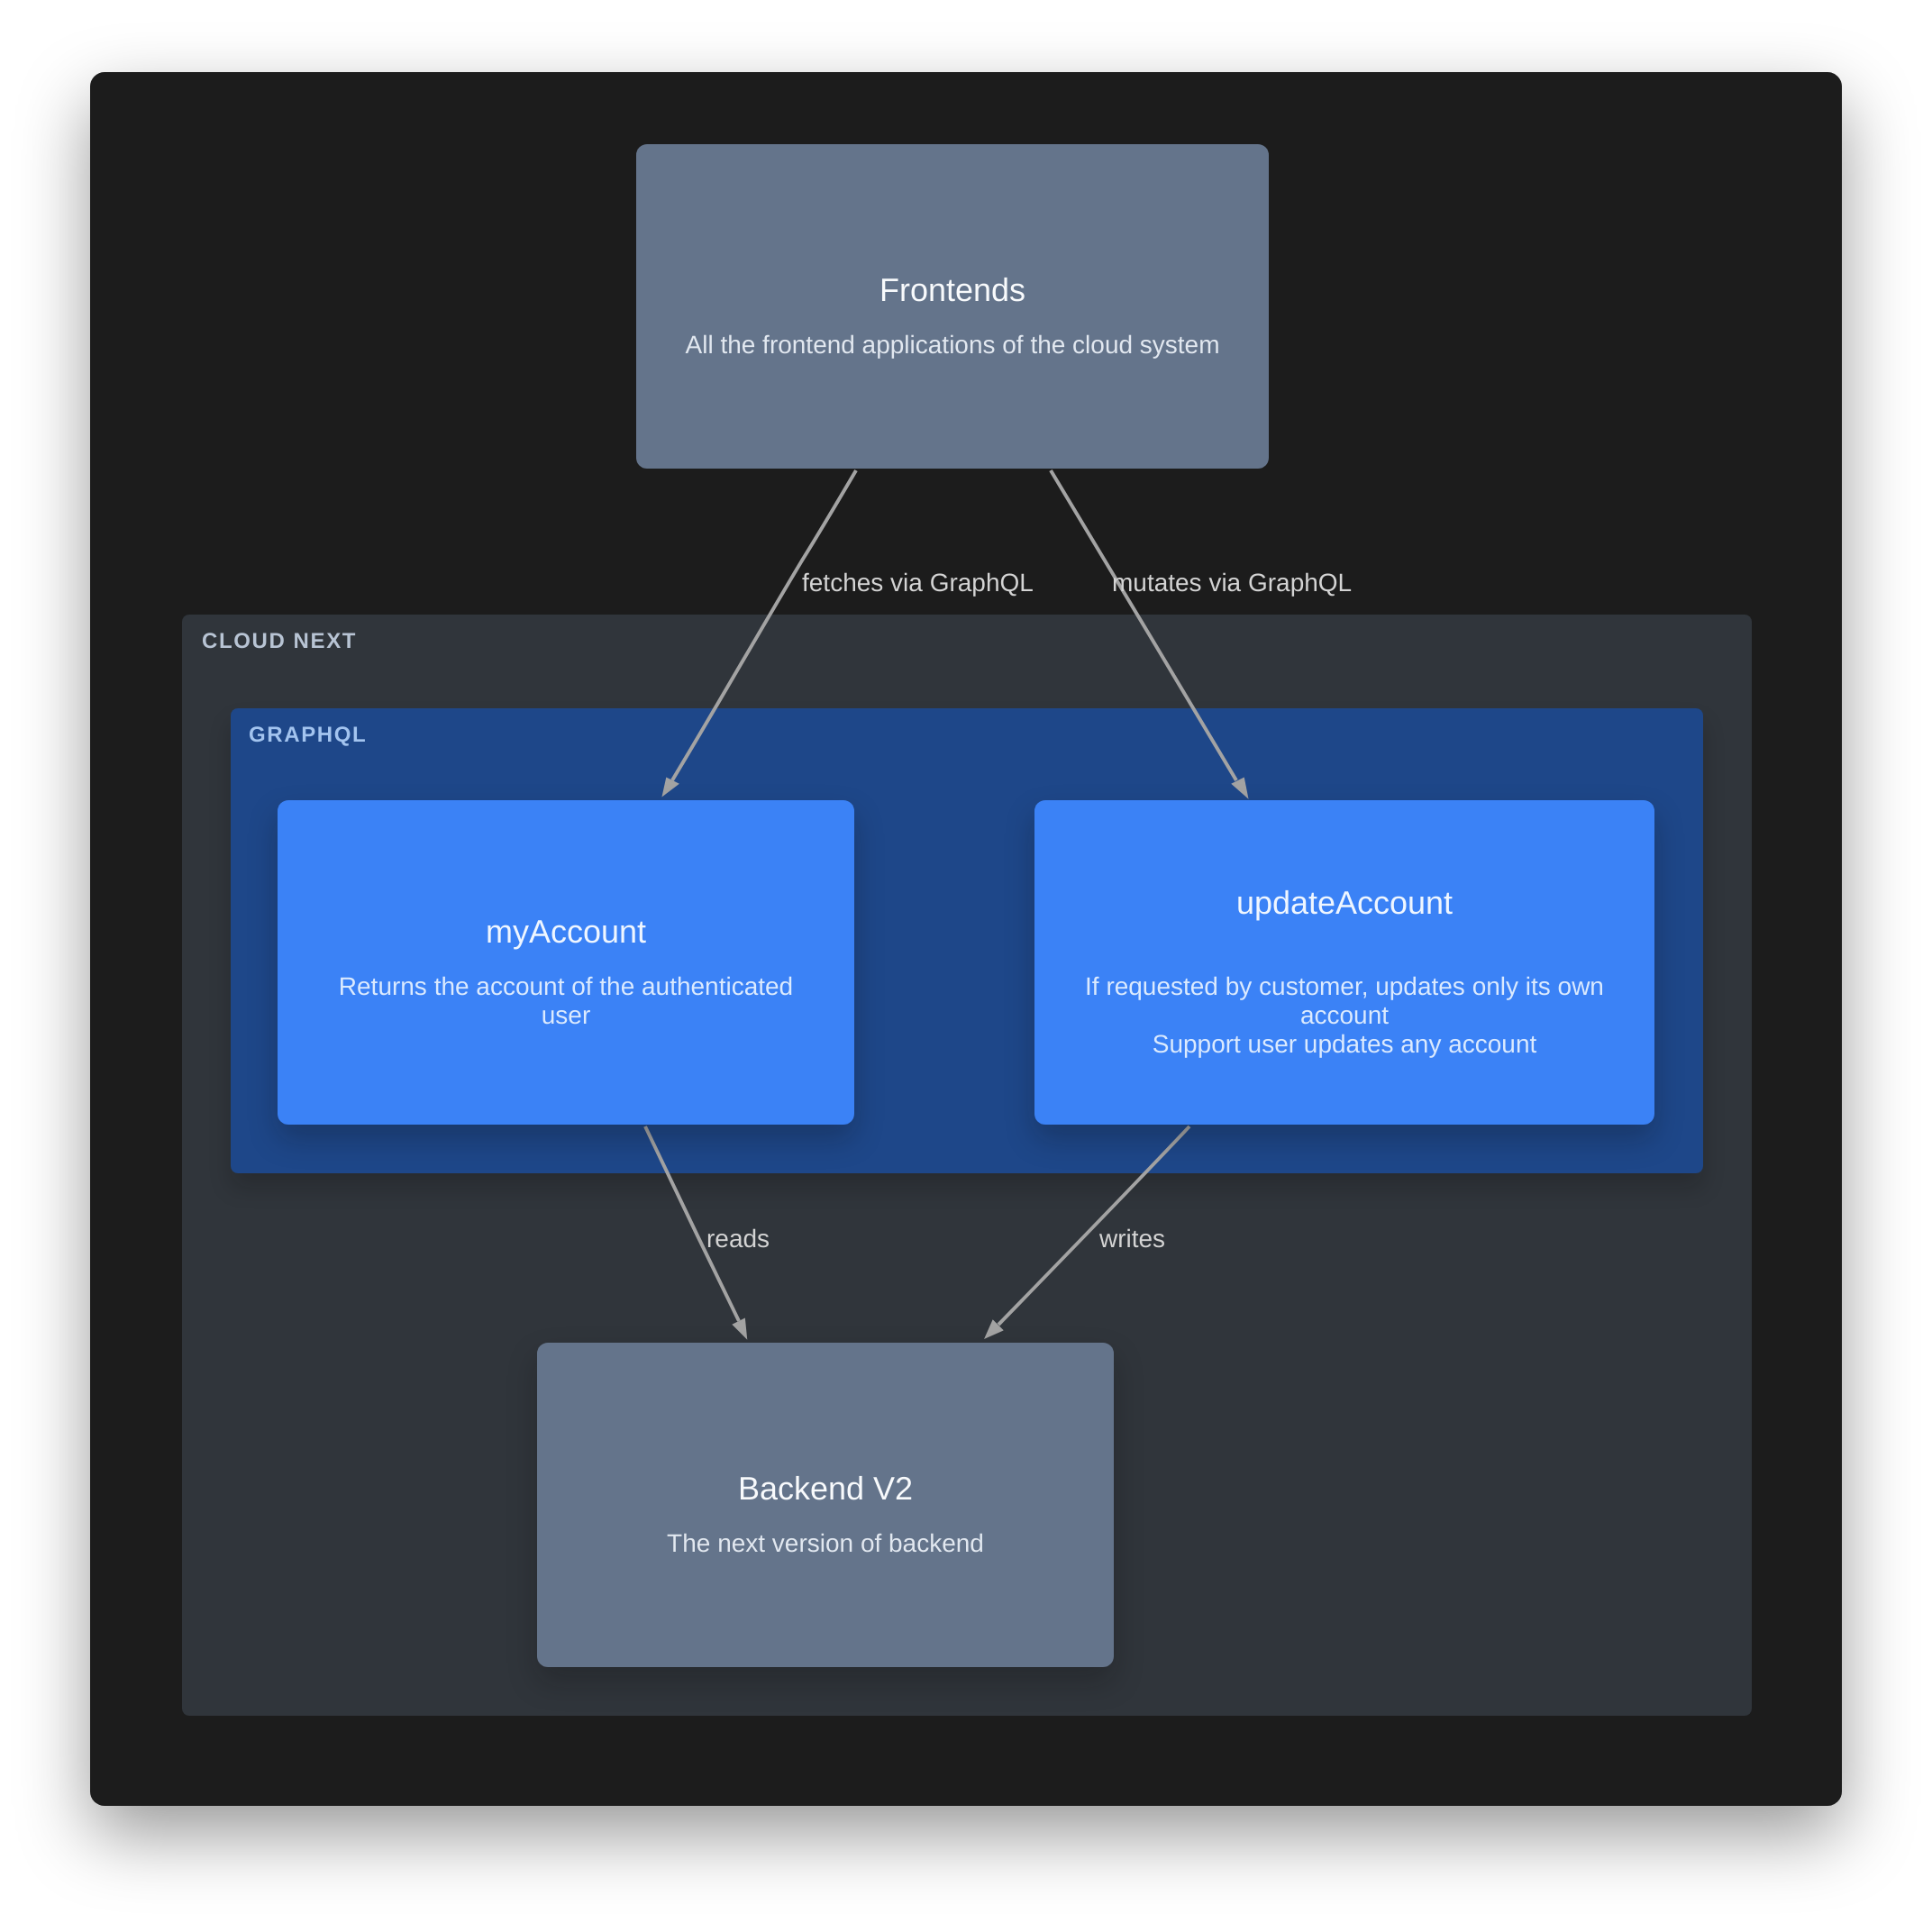 Frontends
All the frontend applications of the cloud system
fetches via GraphQL
mutates via GraphQL
CLOUD NEXT
GRAPHQL
myAccount
Returns the account of the authenticated
user
updateAccount
If requested by customer, updates only its own
account
Support user updates any account
reads
writes
Backend V2
The next version of backend